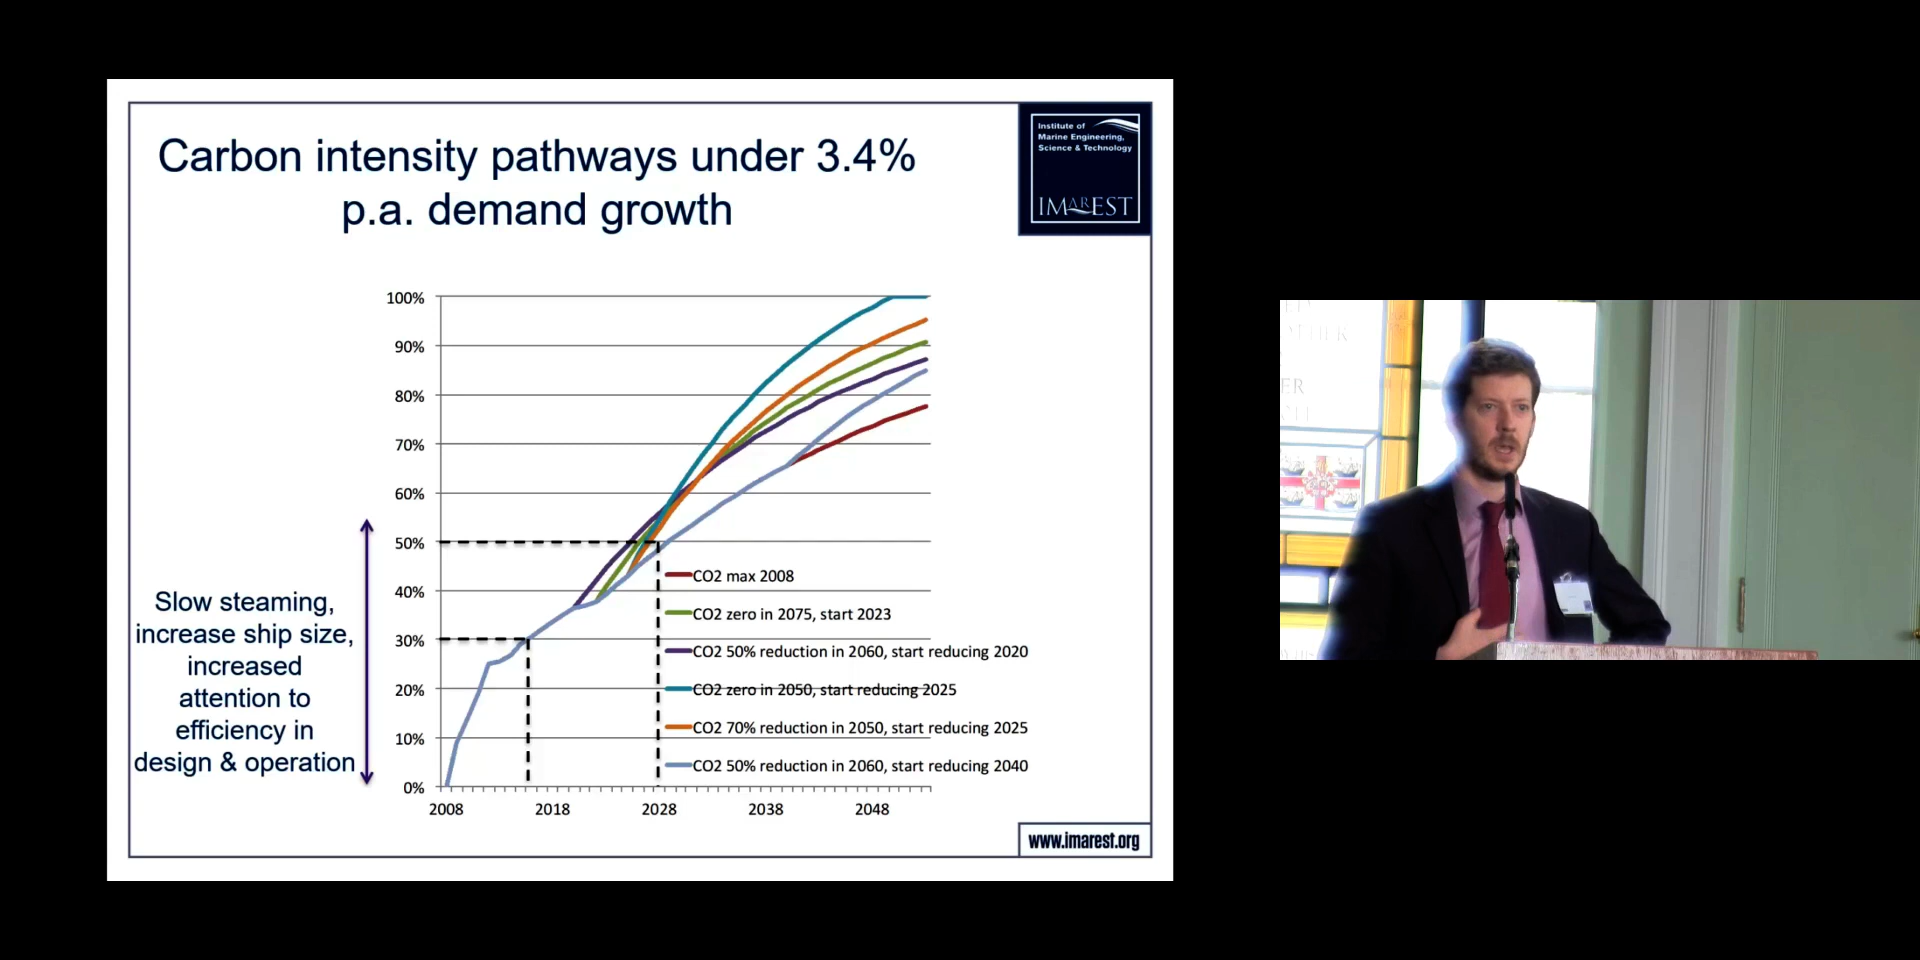 Carbon intensity pathways under 3.4%
p.a. demand growth
Institute of
Marine Engineering,
Science & Technology
IMarEST
100%
90%
80%
70%
60%
50%
40%
30%
20%
10%
0%
2008
2018
2028
2038
2048
CO2 max 2008
CO2 zero in 2075, start 2023
CO2 50% reduction in 2060, start reducing 2020
CO2 zero in 2050, start reducing 2025
CO2 70% reduction in 2050, start reducing 2025
CO2 50% reduction in 2060, start reducing 2040
Slow steaming,
increase ship size,
increased
attention to
efficiency in
design & operation
www.imarest.org